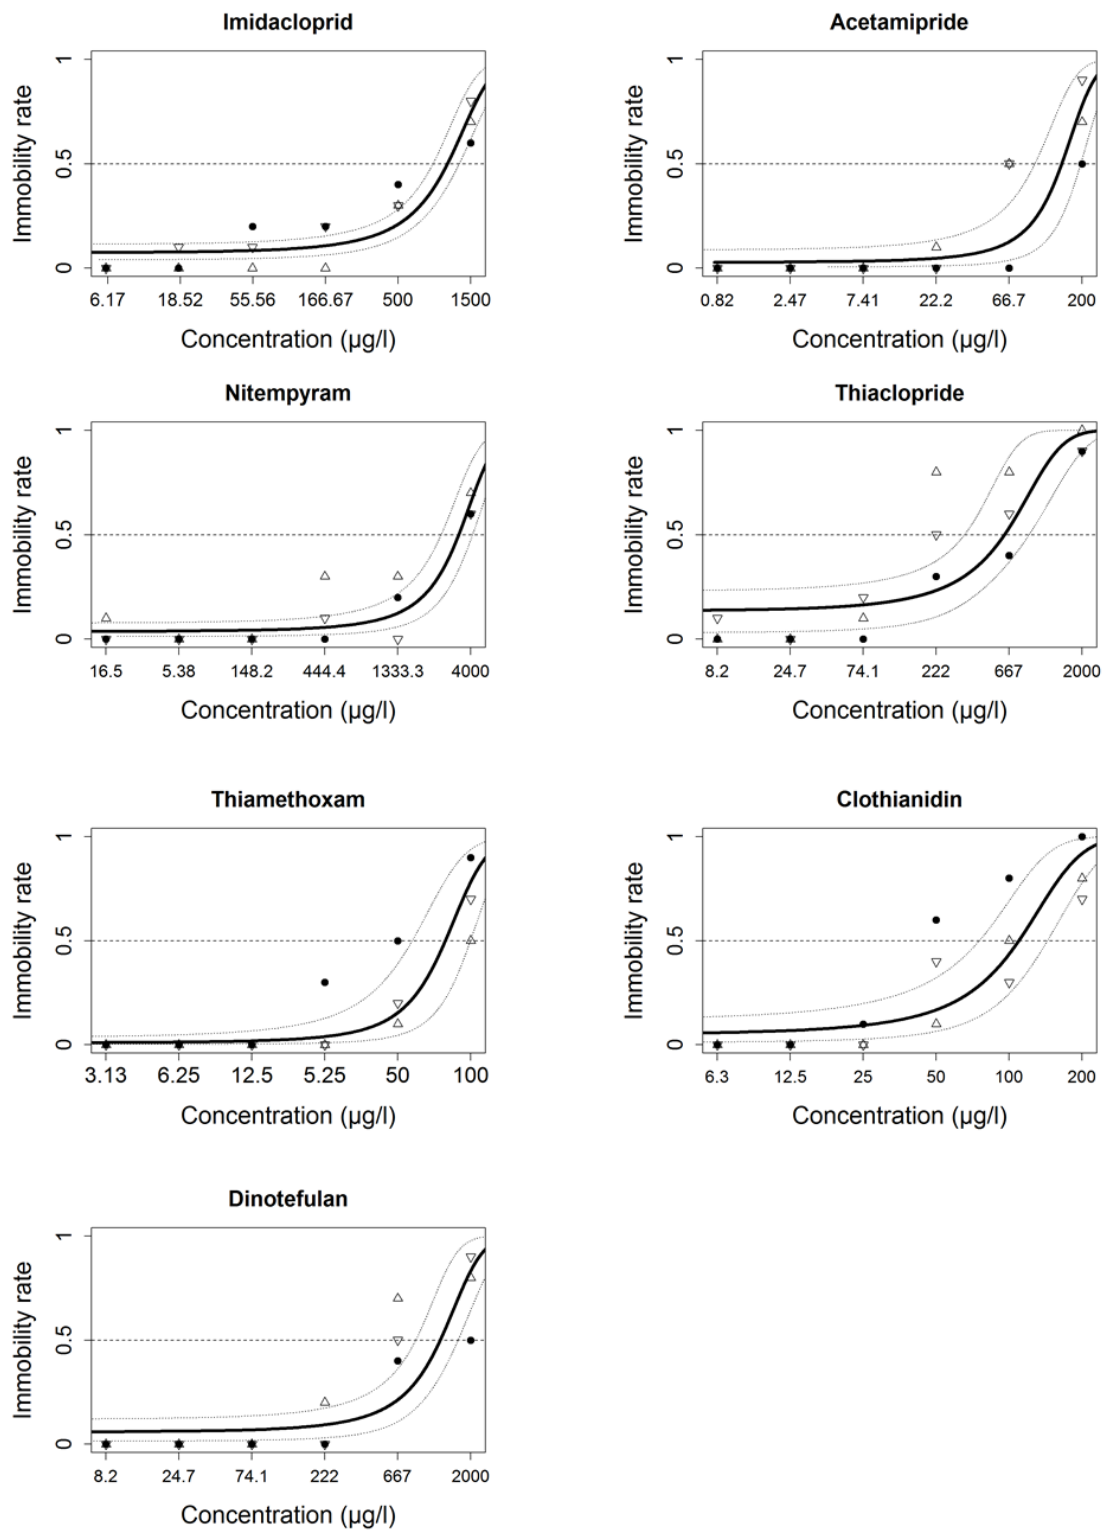 Imidacloprid
Immobility rate
1
0.5
0
6.17 18.52 55.56 166.67 500 1500
Concentration (µg/l)
Acetamipride
Immobility rate
1
0.5
0
0.82 2.47 7.41 22.2 66.7 200
Concentration (µg/l)
Nitempyram
Immobility rate
1
0.5
0
16.5 5.38 148.2 444.4 1333.3 4000
Concentration (µg/l)
Thiaclopride
Immobility rate
1
0.5
0
8.2 24.7 74.1 222 667 2000
Concentration (µg/l)
Thiamethoxam
Immobility rate
1
0.5
0
3.13 6.25 12.5 5.25 50 100
Concentration (µg/l)
Clothianidin
Immobility rate
1
0.5
0
6.3 12.5 25 50 100 200
Concentration (µg/l)
Dinotefulan
Immobility rate
1
0.5
0
8.2 24.7 74.1 222 667 2000
Concentration (µg/l)